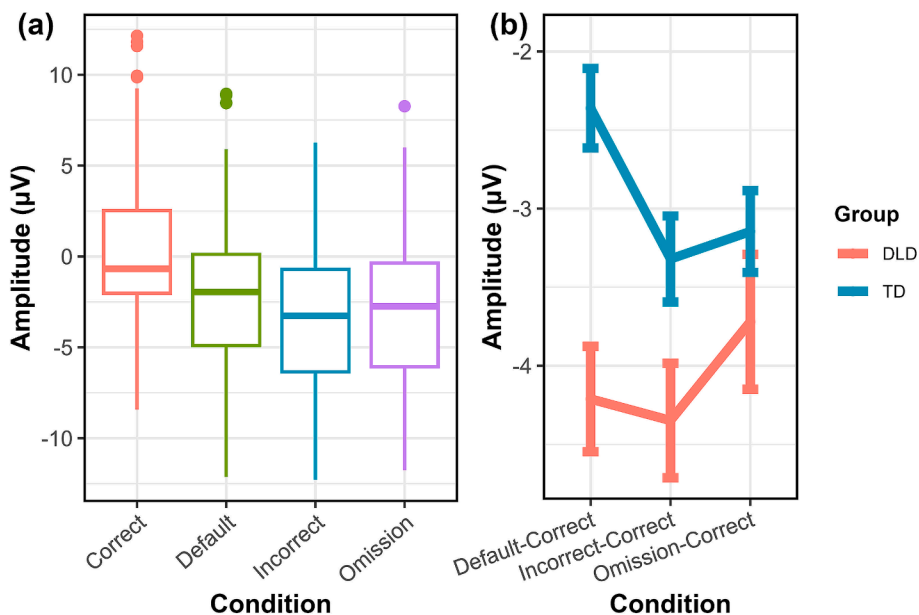 (a)
Amplitude (µV)
10
5
0
-5
-10
Correct
Default
Incorrect
Omission
Condition
(b)
Amplitude (µV)
-2
-3
-4
Default-Correct
Incorrect-Correct
Omission-Correct
Condition
Group
DLD
TD